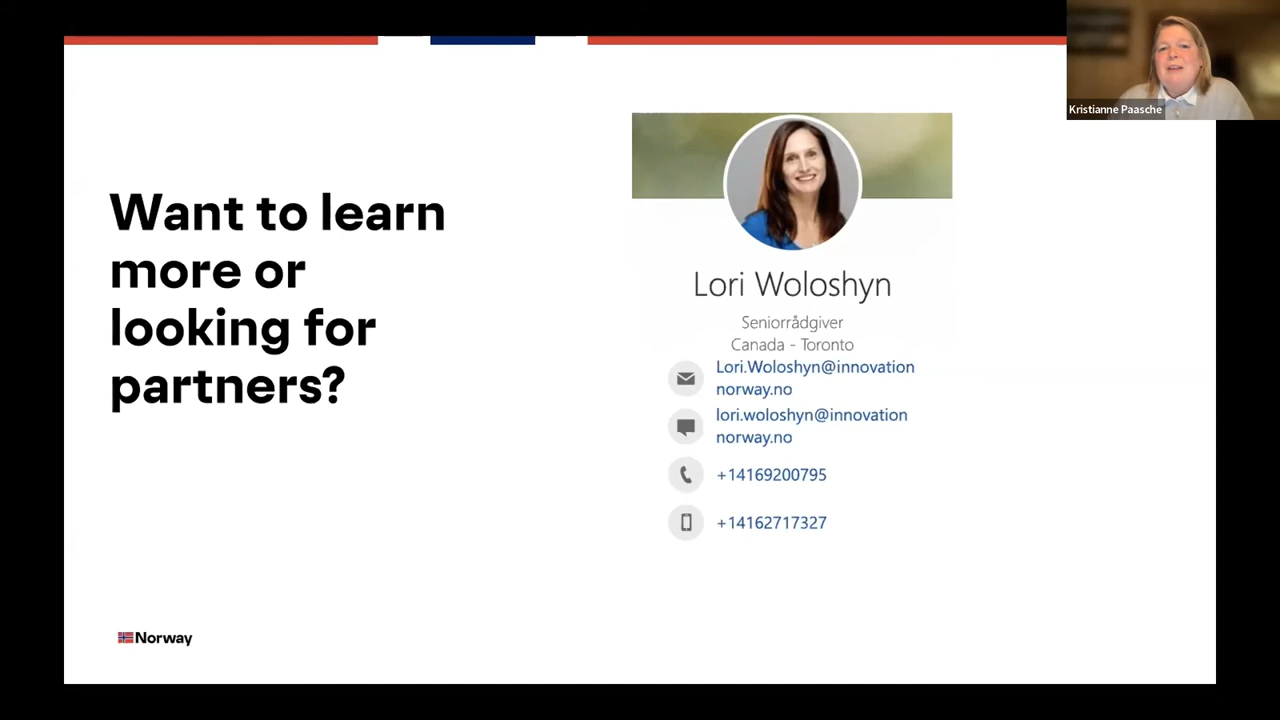 Kristianne Paasche
Want to learn
more or
looking for
partners?
Lori Woloshyn
Seniorrådgiver
Canada - Toronto
Lori.Woloshyn@innovation
norway.no
lori.woloshyn@innovation
norway.no
+14169200795
+14162717327
Norway